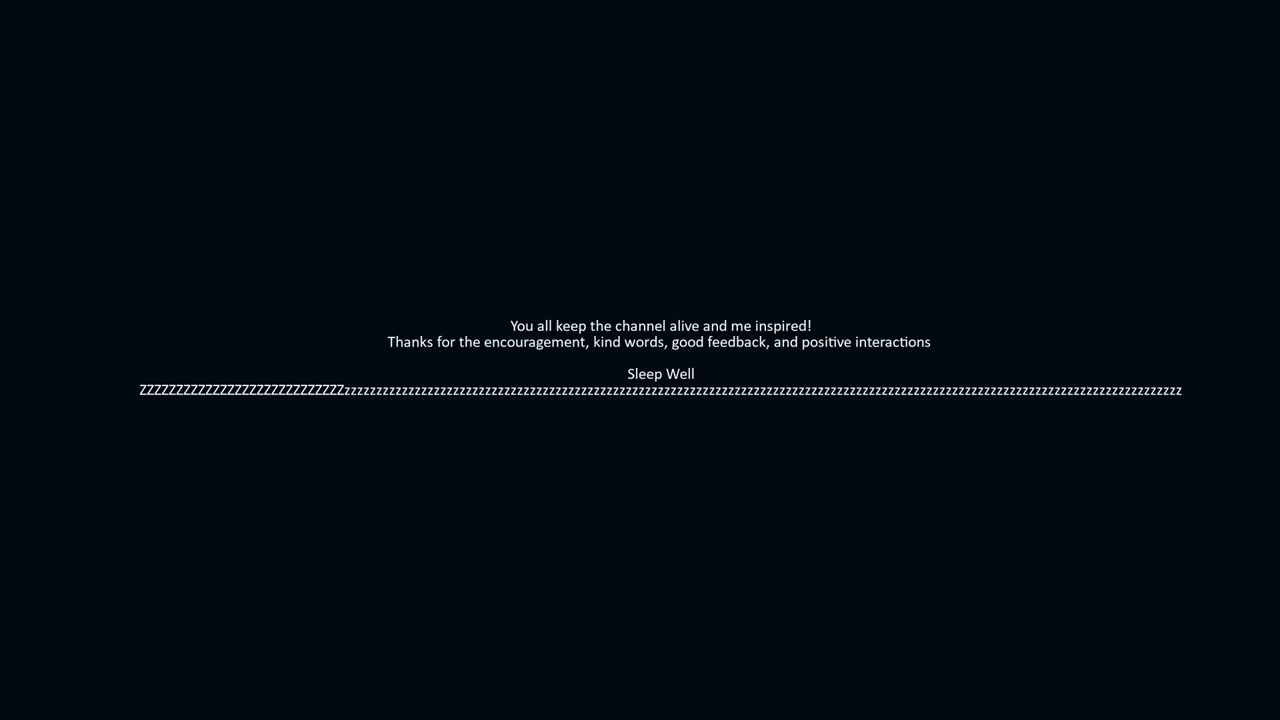 You all keep the channel alive and me inspired!
Thanks for the encouragement, kind words, good feedback, and positive interactions
Sleep Well
ZZZZZZZZZZZZZZZZZZZZZZZZZZZZzzzzzzzzzzzzzzzzzzzzzzzzzzzzzzzzzzzzzzzzzzzzzzzzzzzzzzzzzzzzzzzzzzzzzzzzzzzzzzzzzzzzzzzzzzzzzzzzzzzzzzzzzzzzzzzzzzzzzzzzzzzzzzz